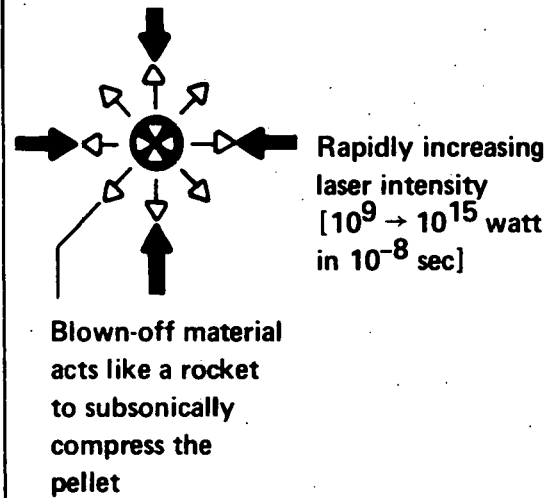 Rapidly increasing
laser intensity
[10⁹ → 10¹⁵ watt
in 10⁻⁸ sec]
Blown-off material
acts like a rocket
to subsonically
compress the
pellet